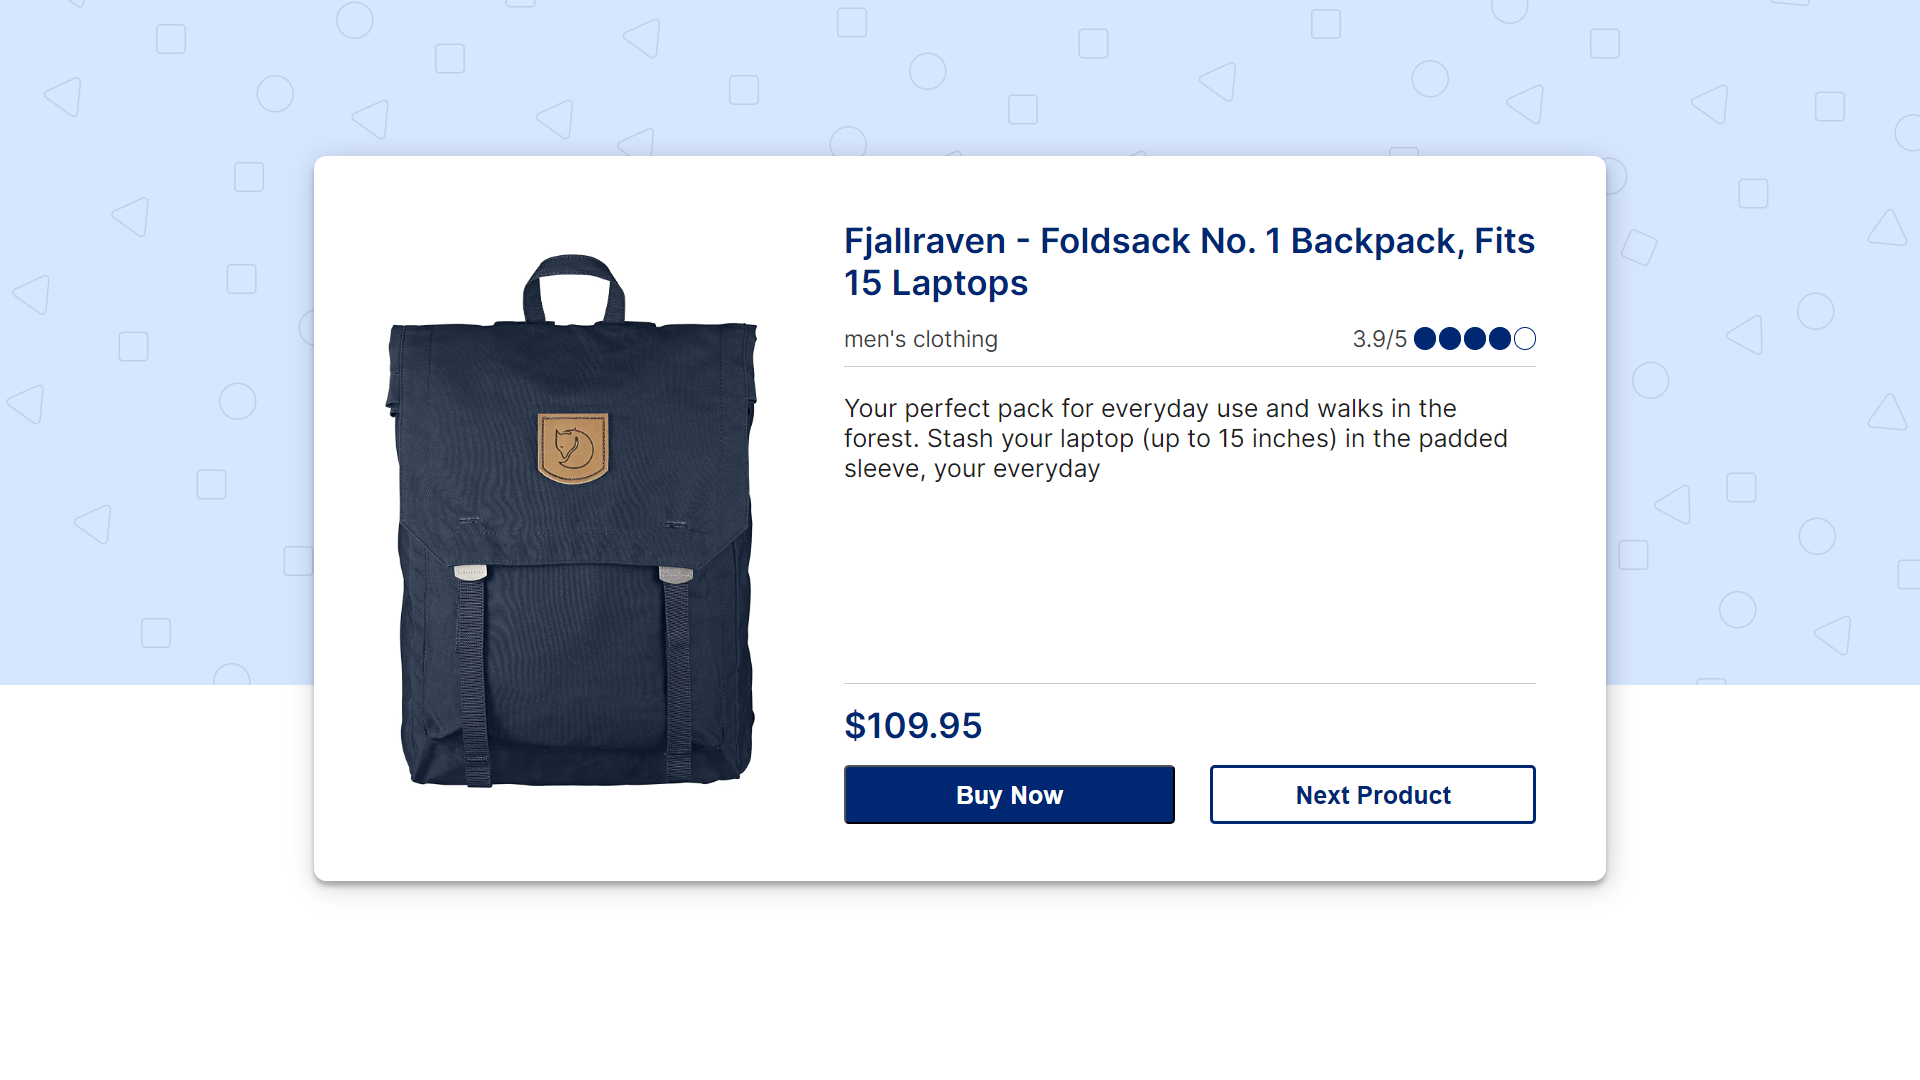 Fjallraven - Foldsack No. 1 Backpack, Fits
15 Laptops
men's clothing
3.9/5
Your perfect pack for everyday use and walks in the
forest. Stash your laptop (up to 15 inches) in the padded
sleeve, your everyday
$109.95
Buy Now
Next Product